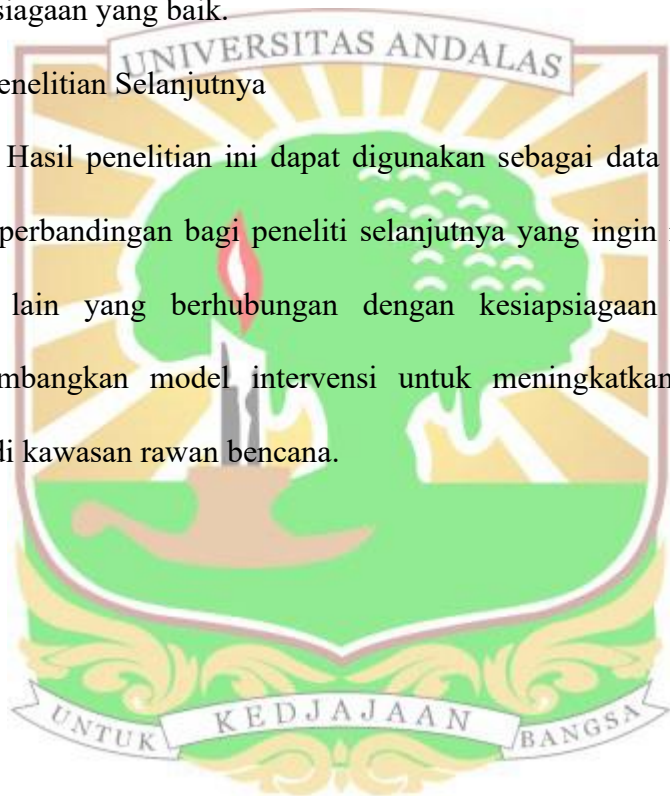 siagaan yang baik.
UNIVERSITAS ANDALAS
enelitian Selanjutnya
Hasil penelitian ini dapat digunakan sebagai data
perbandingan bagi peneliti selanjutnya yang ingin
lain yang berhubungan dengan kesiapsiagaan
mbangkan model intervensi untuk meningkatkan
di kawasan rawan bencana.
UNTUK KEDJAJAAN BANGSA